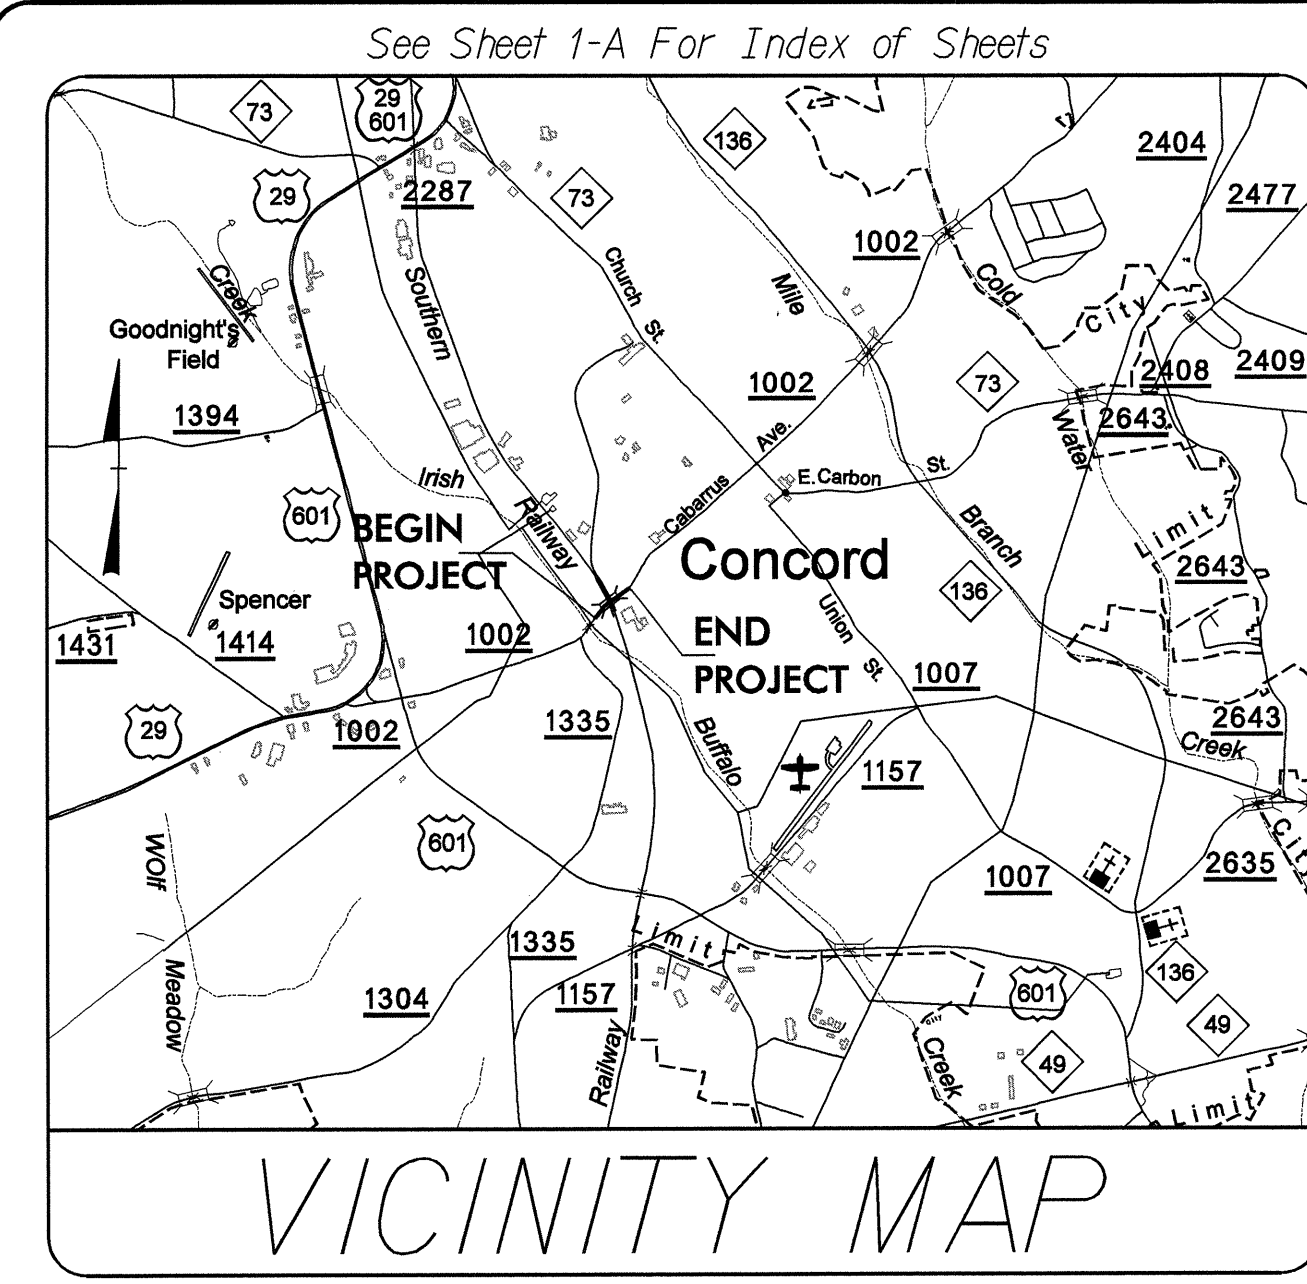 See Sheet 1-A For Index of Sheets
73
29
601
136
2404
29
2287
73
2477
1002
Church St.
Mile
Cold
Creek
Southern
City
Goodnight's
Field
1002
73
2408
2409
1394
2643
Water
Ave.
Irish
E. Carbon St.
Cabarrus
601
BEGIN
PROJECT
Railway
Branch
Limit
Concord
2643
136
Spencer
1414
1431
1002
END
PROJECT
Union St.
1007
29
1002
1335
2643
Creek
Buffalo
1157
601
Wolf
City
1007
2635
Limit
1335
136
Meadow
1304
1157
601
49
City
Railway
Creek
49
Limit
VICINITY MAP